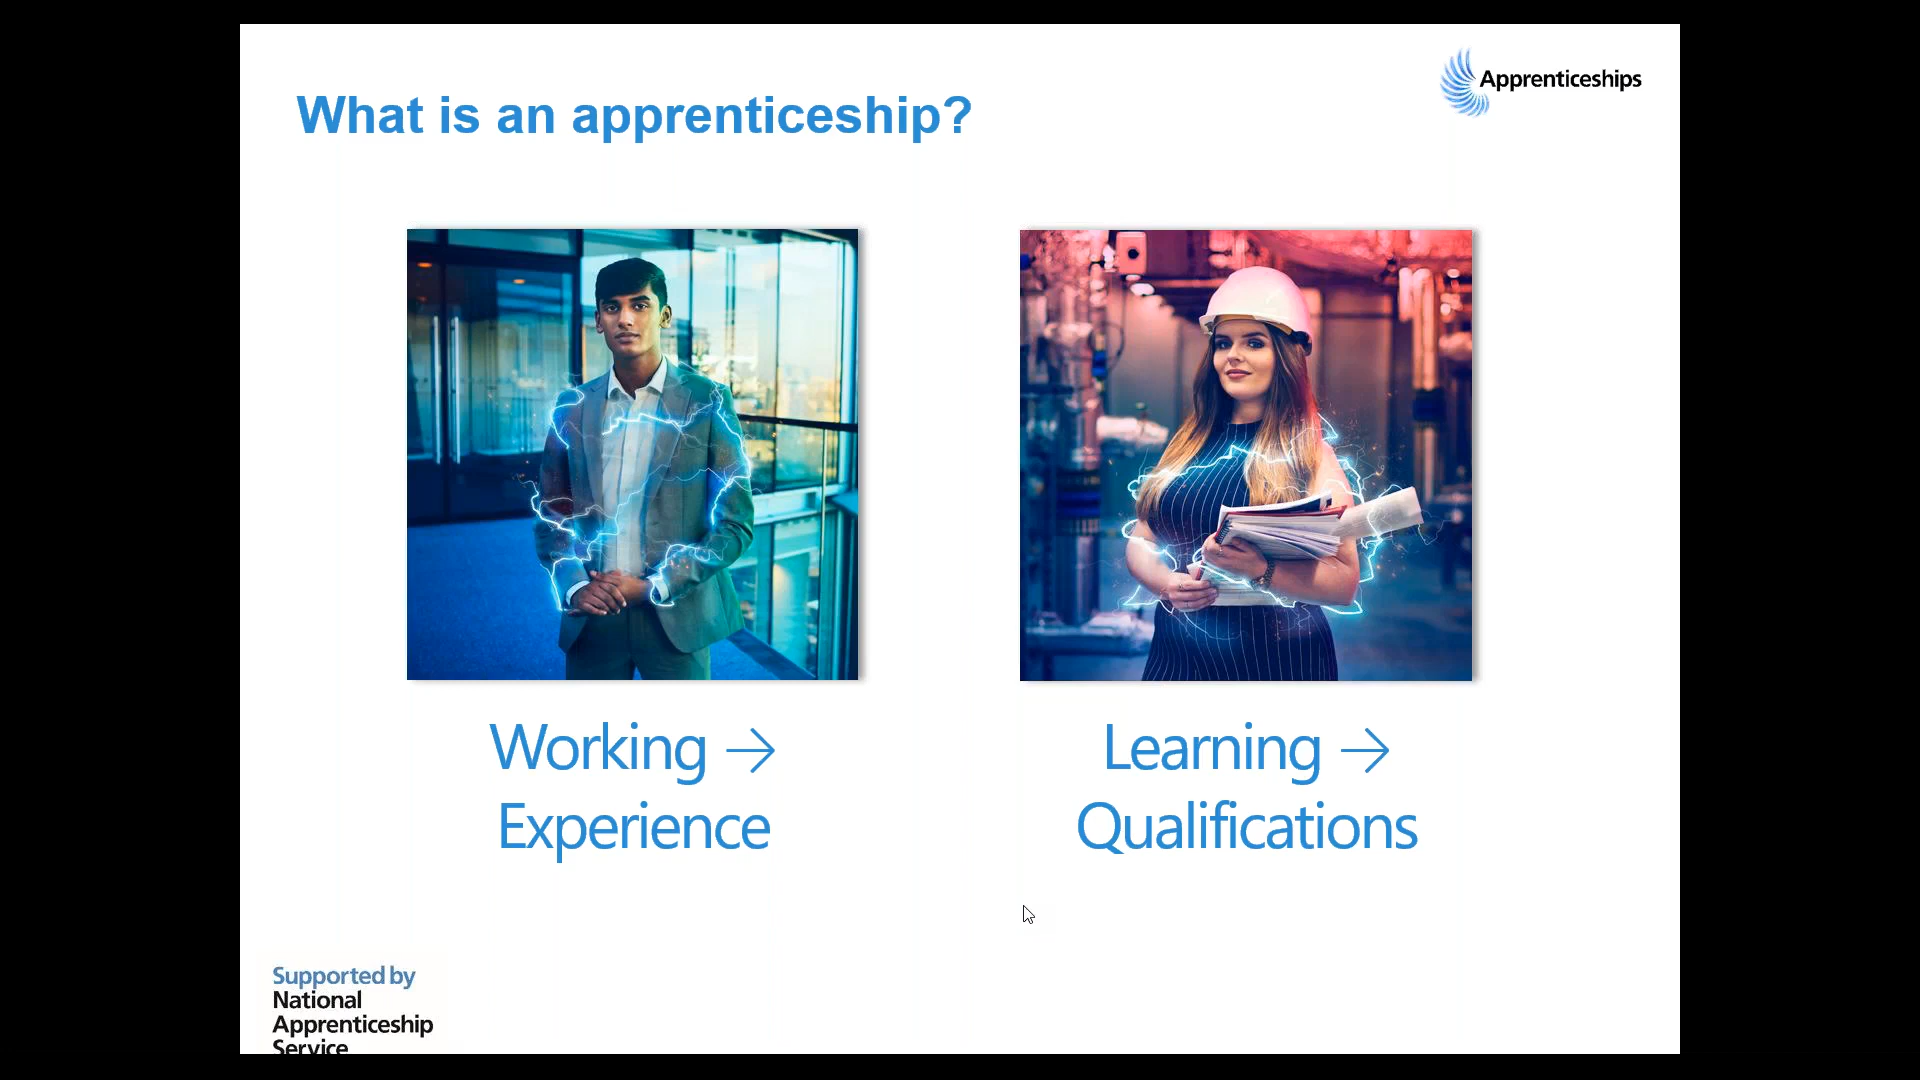 What is an apprenticeship?
Apprenticeships
Working →
Experience
Learning →
Qualifications
Supported by
National
Apprenticeship
Service